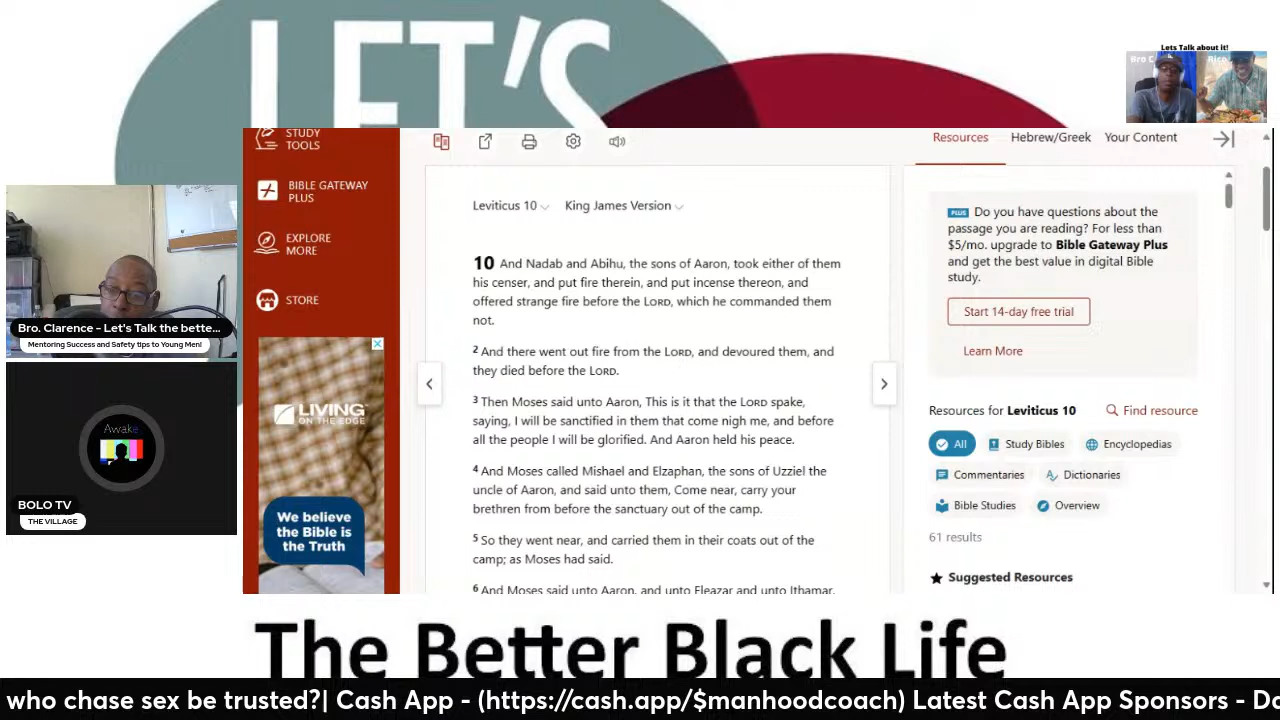 LET'S
Lets Talk about it!
Bro C
Rico
STUDY
TOOLS
BIBLE GATEWAY
PLUS
EXPLORE
MORE
STORE
LIVING
ON THE EDGE
We believe
the Bible is
the Truth
Resources Hebrew/Greek Your Content
Leviticus 10 King James Version
10 And Nadab and Abihu, the sons of Aaron, took either of them
his censer, and put fire therein, and put incense thereon, and
offered strange fire before the LORD, which he commanded them
not.
2 And there went out fire from the LORD, and devoured them, and
they died before the LORD.
3 Then Moses said unto Aaron, This is it that the LORD spake,
saying, I will be sanctified in them that come nigh me, and before
all the people I will be glorified. And Aaron held his peace.
4 And Moses called Mishael and Elzaphan, the sons of Uzziel the
uncle of Aaron, and said unto them, Come near, carry your
brethren from before the sanctuary out of the camp.
5 So they went near, and carried them in their coats out of the
camp; as Moses had said.
6 And Moses said unto Aaron, and unto Eleazar and unto Ithamar,
PLUS Do you have questions about the
passage you are reading? For less than
$5/mo. upgrade to Bible Gateway Plus
and get the best value in digital Bible
study.
Start 14-day free trial
Learn More
Resources for Leviticus 10 Find resource
All Study Bibles Encyclopedias
Commentaries Dictionaries
Bible Studies Overview
61 results
Suggested Resources
Bro. Clarence - Let's Talk the bette...
Mentoring Success and Safety tips to Young Men!
Awake
BOLO TV
THE VILLAGE
The Better Black Life
who chase sex be trusted?| Cash App - (https://cash.app/$manhoodcoach) Latest Cash App Sponsors - Do